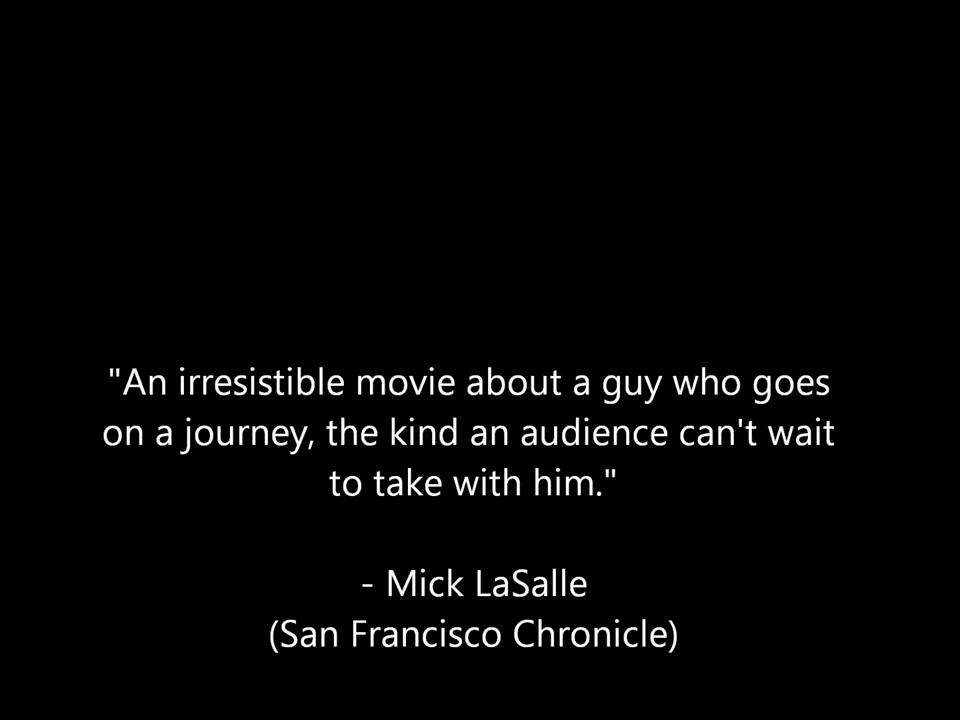 "An irresistible movie about a guy who goes
on a journey, the kind an audience can't wait
to take with him."
- Mick LaSalle
(San Francisco Chronicle)